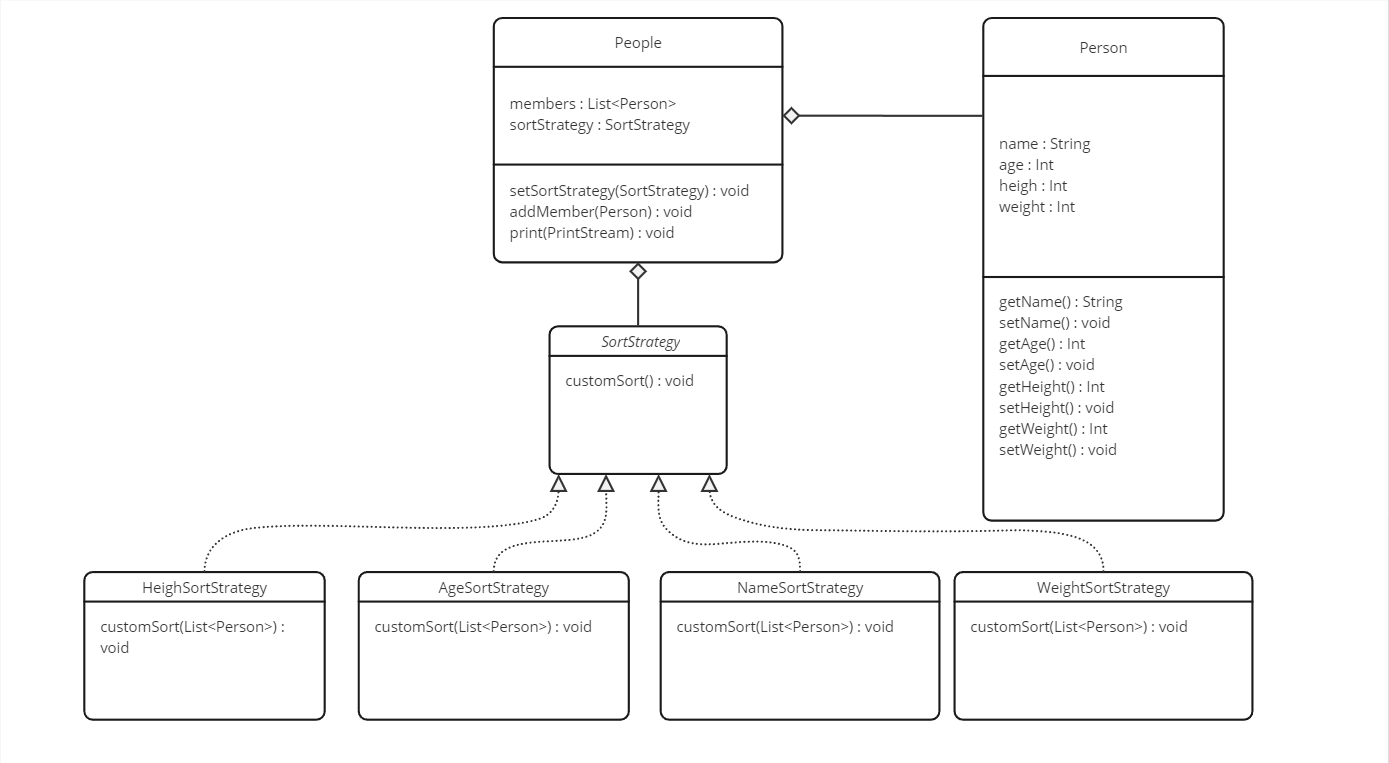 People
members : List<Person>
sortStrategy : SortStrategy
setSortStrategy(SortStrategy) : void
addMember(Person) : void
print(PrintStream) : void
Person
name : String
age : Int
heigh : Int
weight : Int
getName() : String
setName() : void
getAge() : Int
setAge() : void
getHeight() : Int
setHeight() : void
getWeight() : Int
setWeight() : void
SortStrategy
customSort() : void
HeighSortStrategy
customSort(List<Person>) :
void
AgeSortStrategy
customSort(List<Person>) : void
NameSortStrategy
customSort(List<Person>) : void
WeightSortStrategy
customSort(List<Person>) : void